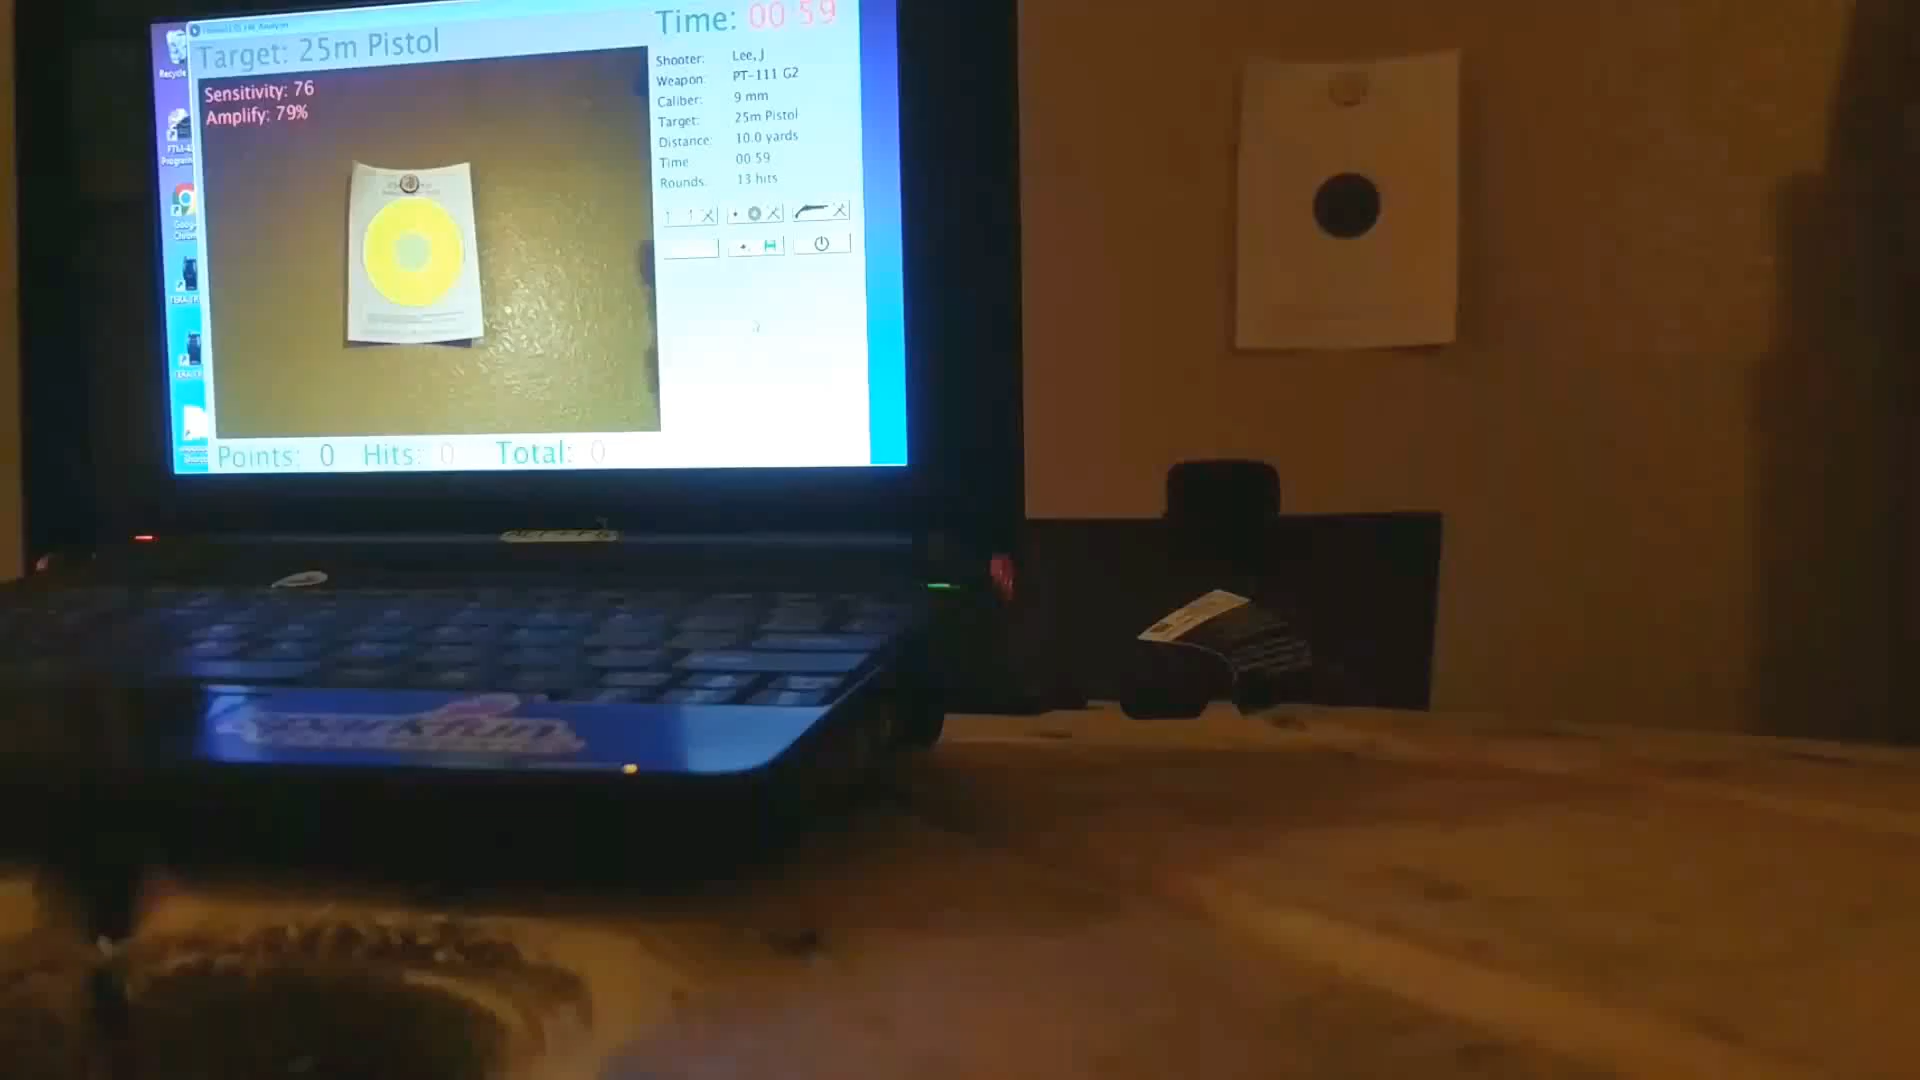 Target: 25m Pistol
Time: 00 59
Sensitivity: 76
Amplify: 79%
Shooter: Lee, J
Weapon: PT-111 G2
Caliber: 9 mm
Target: 25m Pistol
Distance: 10.0 yards
Time 00 59
Rounds: 13 hits
Points: 0 Hits: 0 Total: 0
Recycle
sparkfun